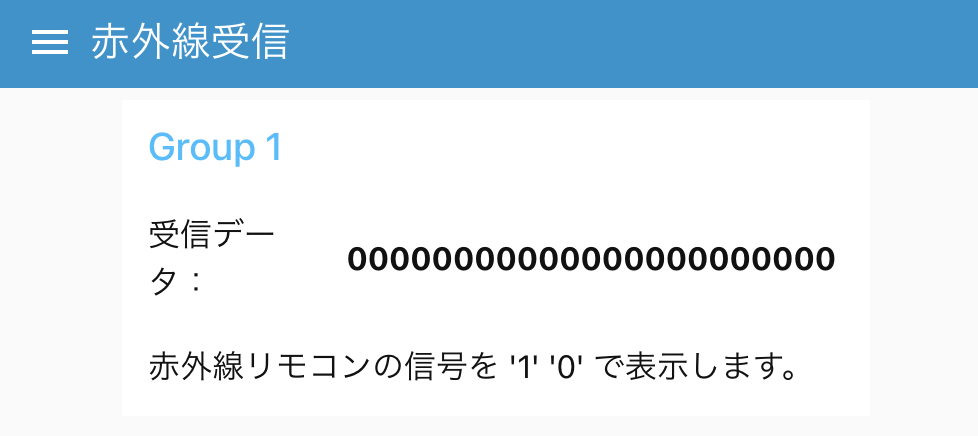 赤外線受信
Group 1
受信デー
タ：
00000000000000000000000
赤外線リモコンの信号を '1' '0' で表示します。